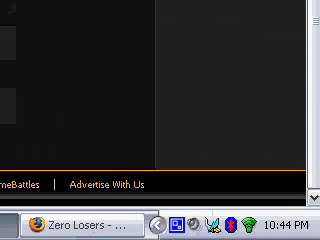 meBattles | Advertise With Us
Zero Losers - ...
10:44 PM